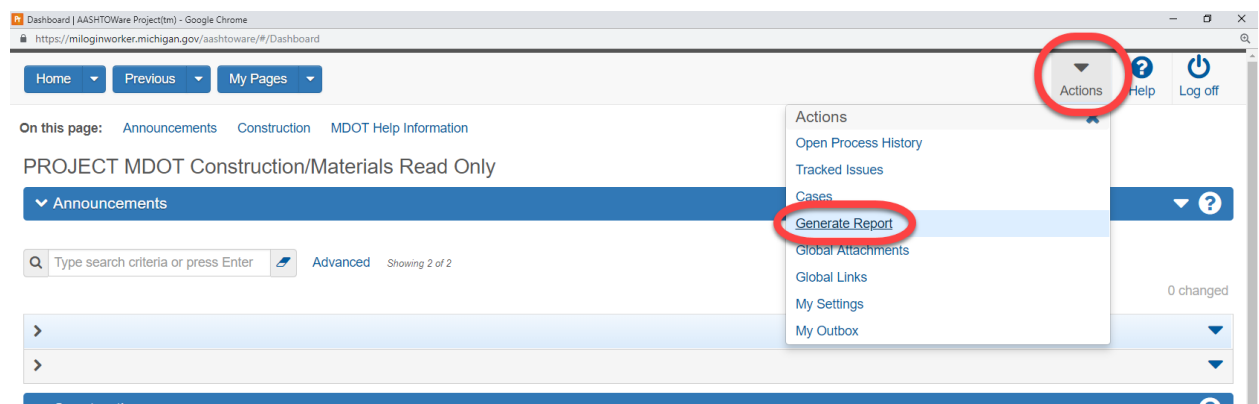 Dashboard | AASHTOWare Project(tm) - Google Chrome
https://miloginworker.michigan.gov/aashtoware/#/Dashboard
Home Previous My Pages Actions Help Log off
On this page: Announcements Construction MDOT Help Information
PROJECT MDOT Construction/Materials Read Only
Announcements
Type search criteria or press Enter Advanced Showing 2 of 2
0 changed
Actions
Open Process History
Tracked Issues
Cases
Generate Report
Global Attachments
Global Links
My Settings
My Outbox